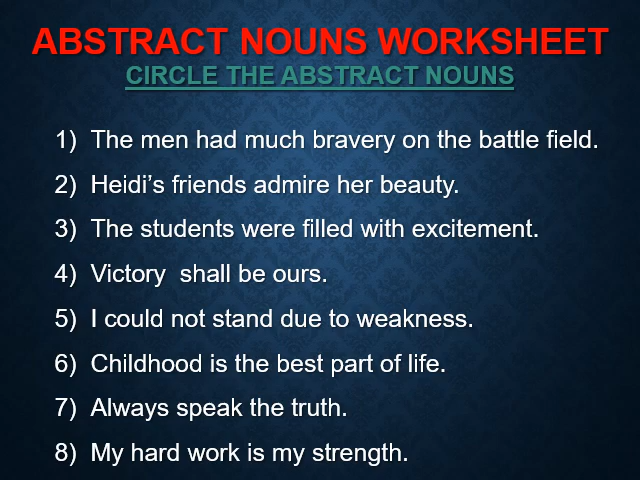 ABSTRACT NOUNS WORKSHEET
CIRCLE THE ABSTRACT NOUNS
1) The men had much bravery on the battle field.
2) Heidi’s friends admire her beauty.
3) The students were filled with excitement.
4) Victory  shall be ours.
5) I could not stand due to weakness.
6) Childhood is the best part of life.
7) Always speak the truth.
8) My hard work is my strength.